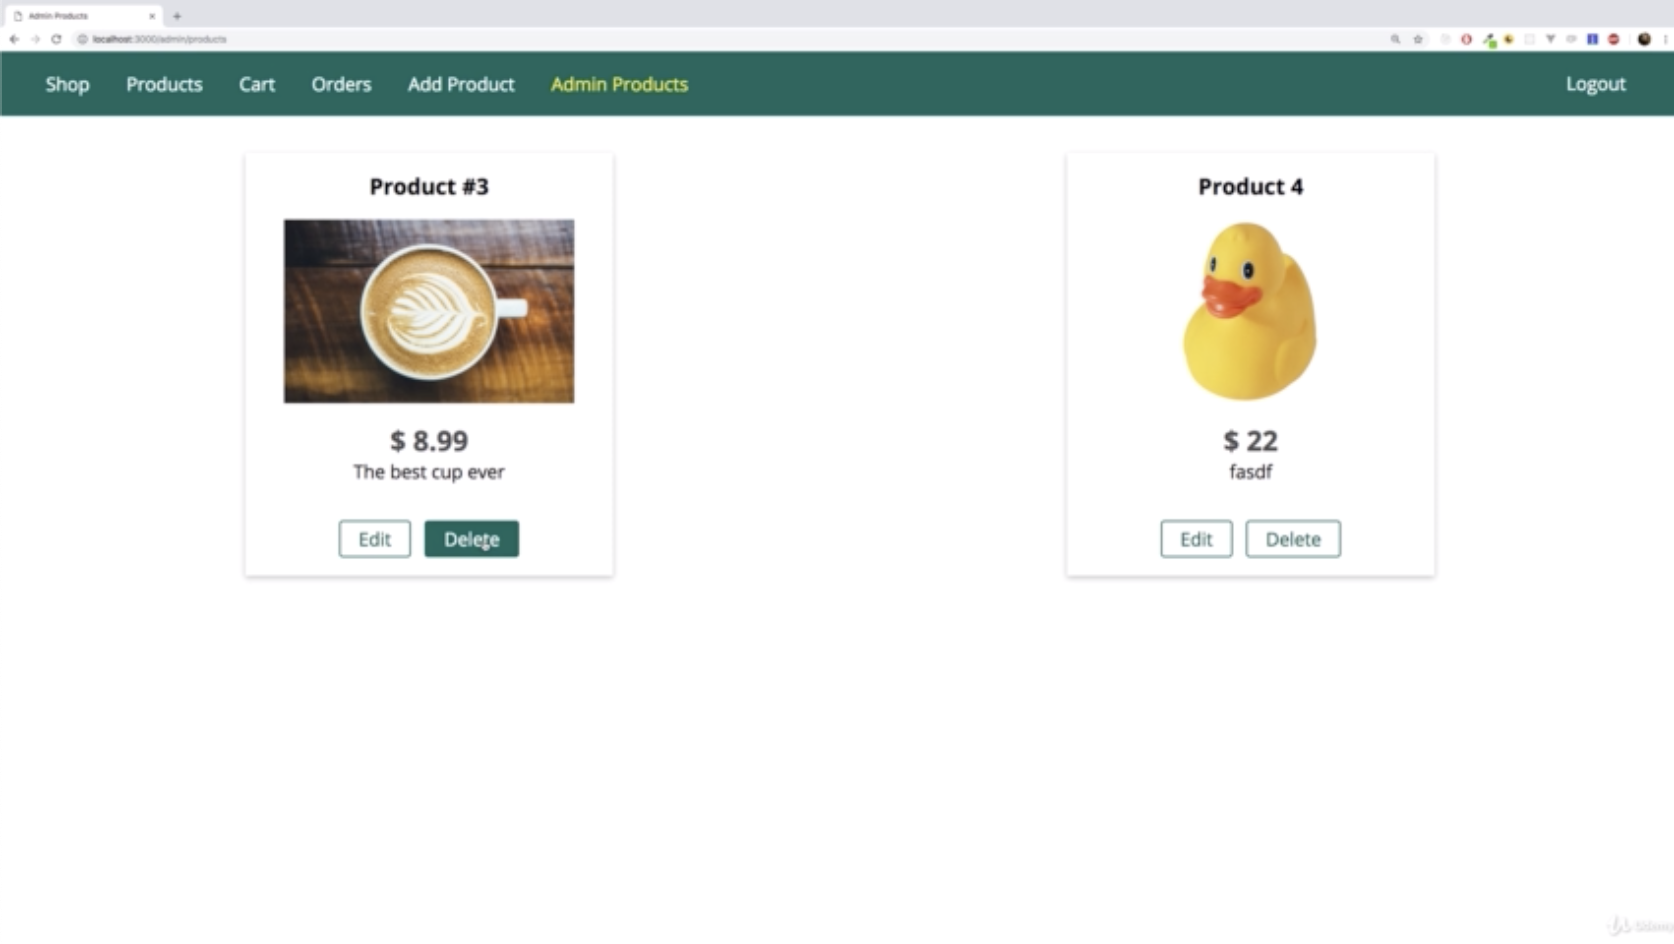 Admin Products
localhost:3000/admin/products
Shop Products Cart Orders Add Product Admin Products Logout
Product #3
$ 8.99
The best cup ever
Edit Delete
Product 4
$ 22
fasdf
Edit Delete
Udemy